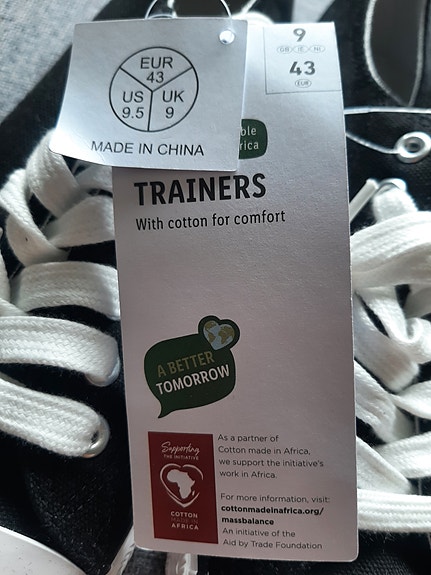 EUR
43
US
9.5
UK
9
MADE IN CHINA
9
GB IE NI
43
EUR
TRAINERS
With cotton for comfort
A BETTER
TOMORROW
Supporting
THE INITIATIVE
COTTON
MADE IN
AFRICA
As a partner of
Cotton made in Africa,
we support the initiative's
work in Africa.
For more information, visit:
cottonmadeinafrica.org/
massbalance
An initiative of the
Aid by Trade Foundation